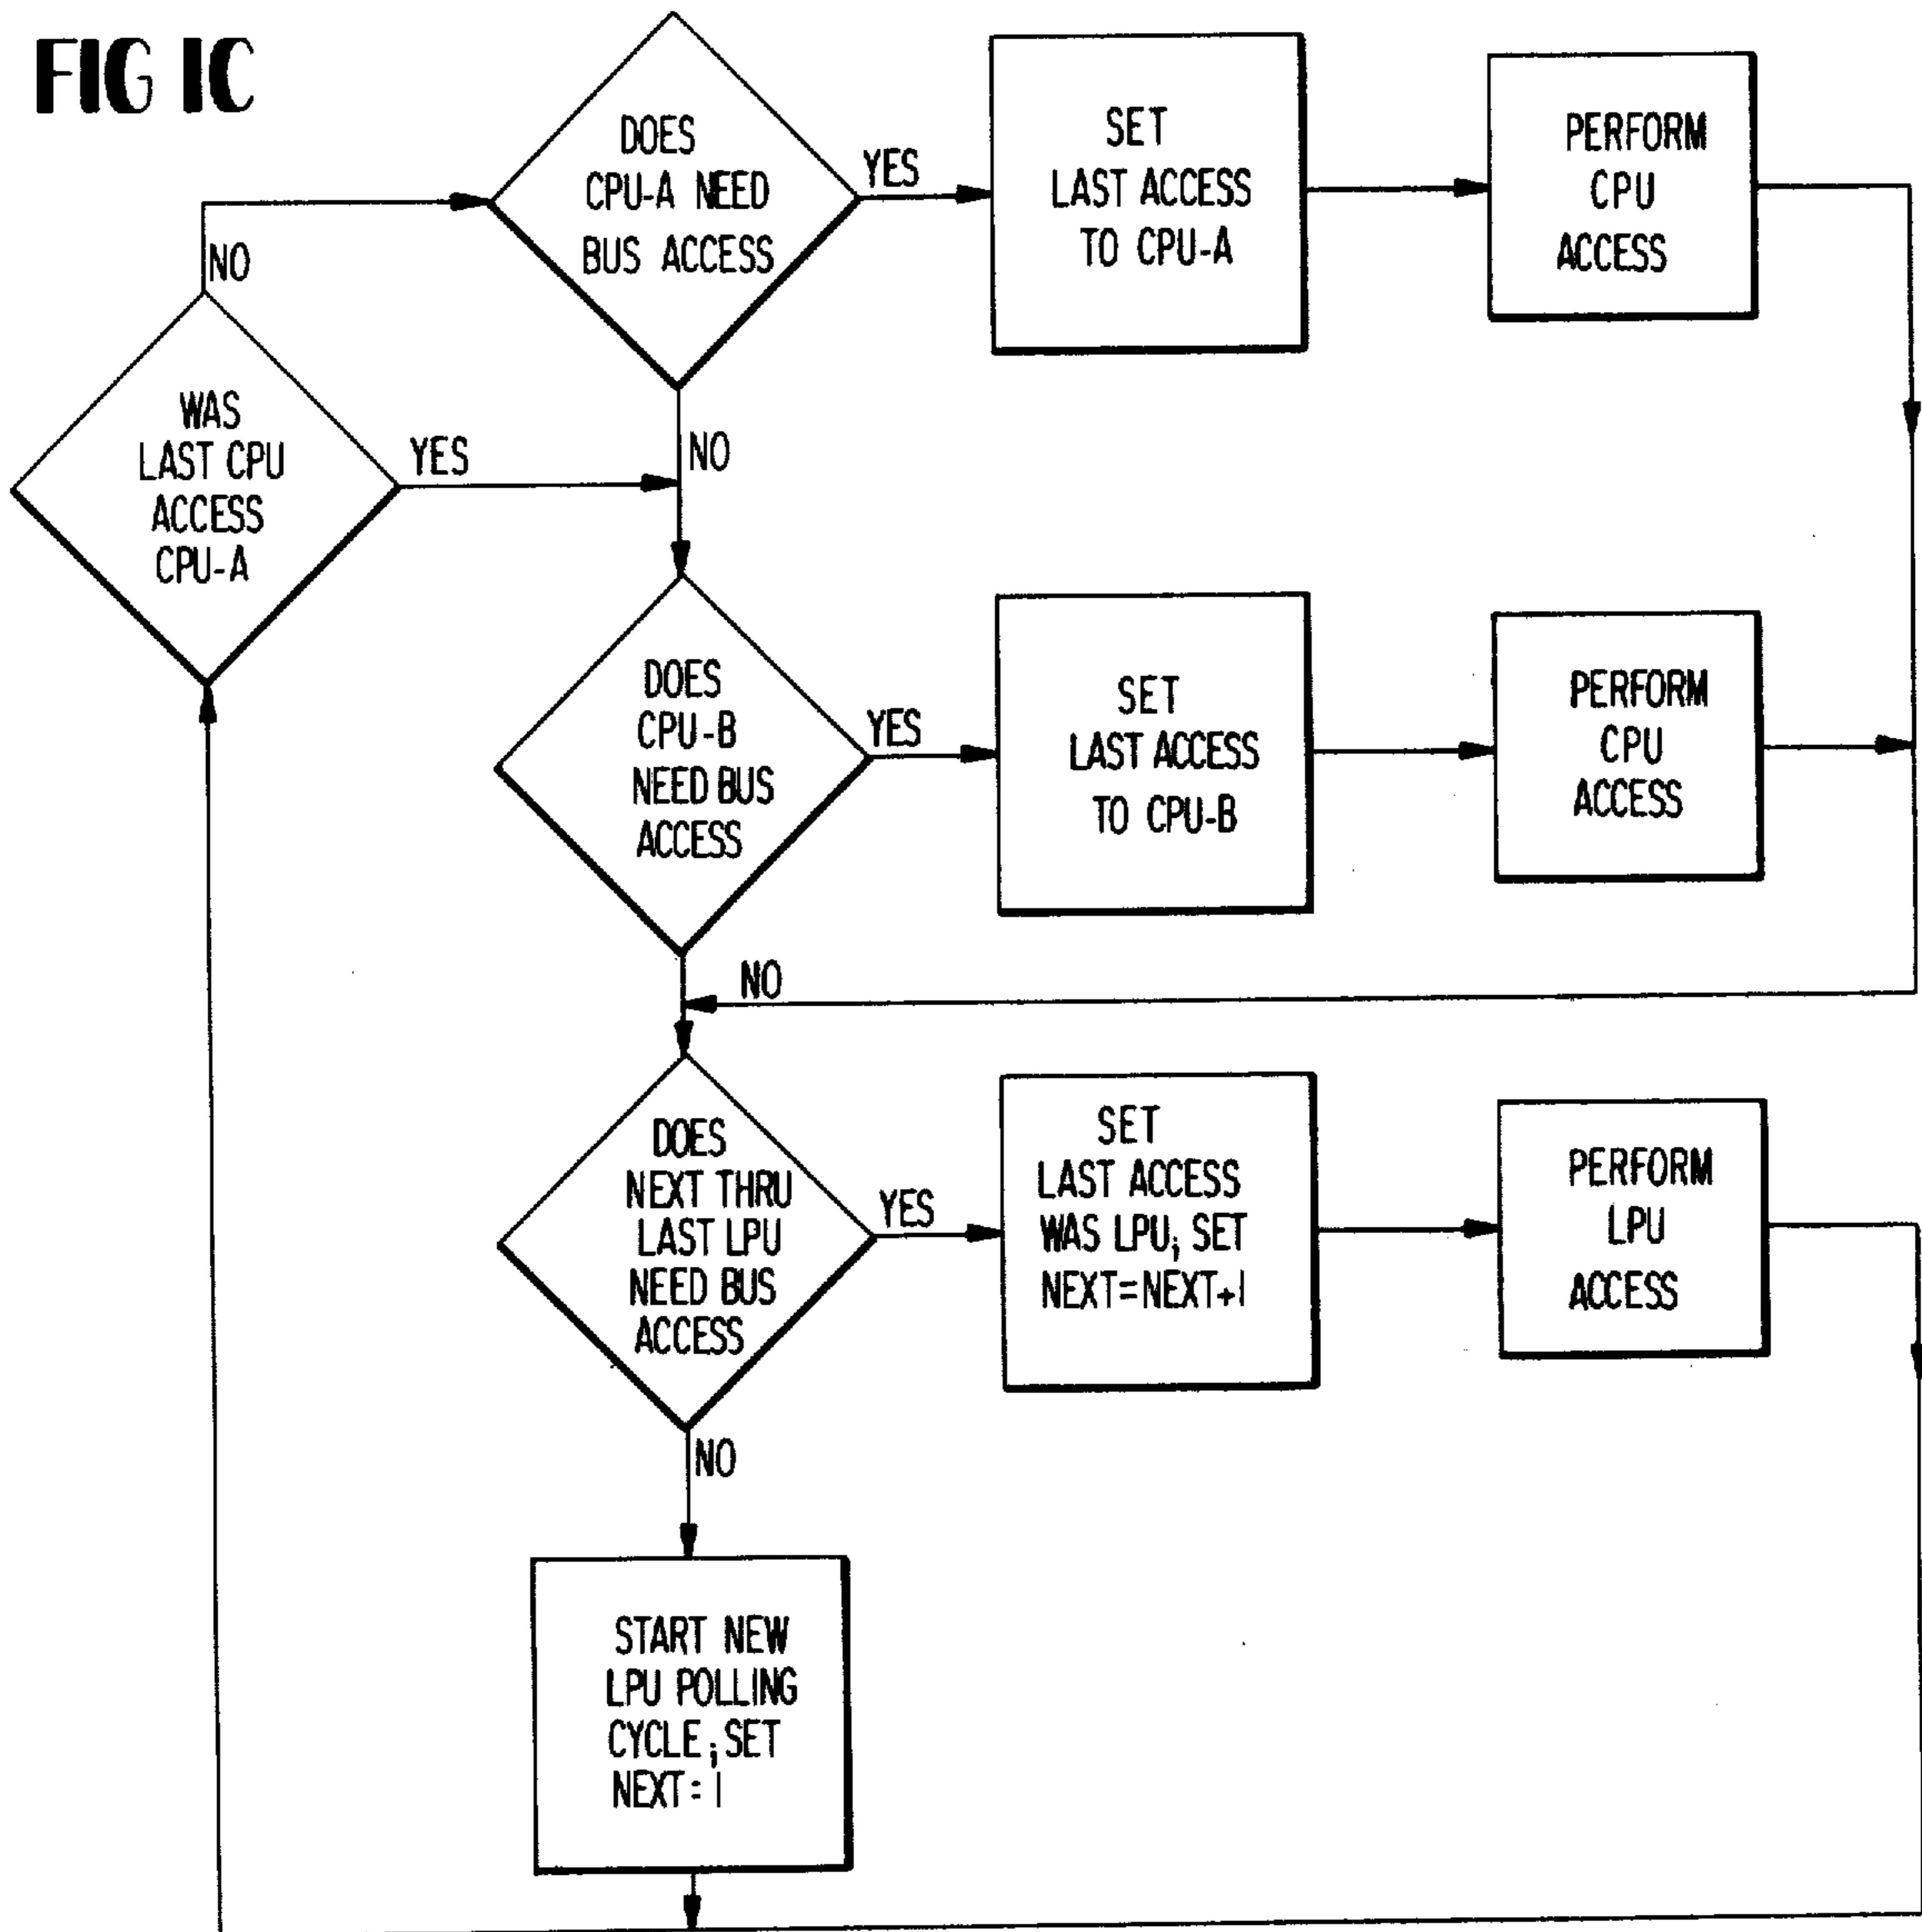 FIG 1C
DOES
CPU-A NEED
BUS ACCESS
YES
SET
LAST ACCESS
TO CPU-A
PERFORM
CPU
ACCESS
NO
WAS
LAST CPU
ACCESS
CPU-A
YES
NO
DOES
CPU-B
NEED BUS
ACCESS
YES
SET
LAST ACCESS
TO CPU-B
PERFORM
CPU
ACCESS
NO
DOES
NEXT THRU
LAST LPU
NEED BUS
ACCESS
YES
SET
LAST ACCESS
WAS LPU; SET
NEXT=NEXT+1
PERFORM
LPU
ACCESS
NO
START NEW
LPU POLLING
CYCLE; SET
NEXT=1